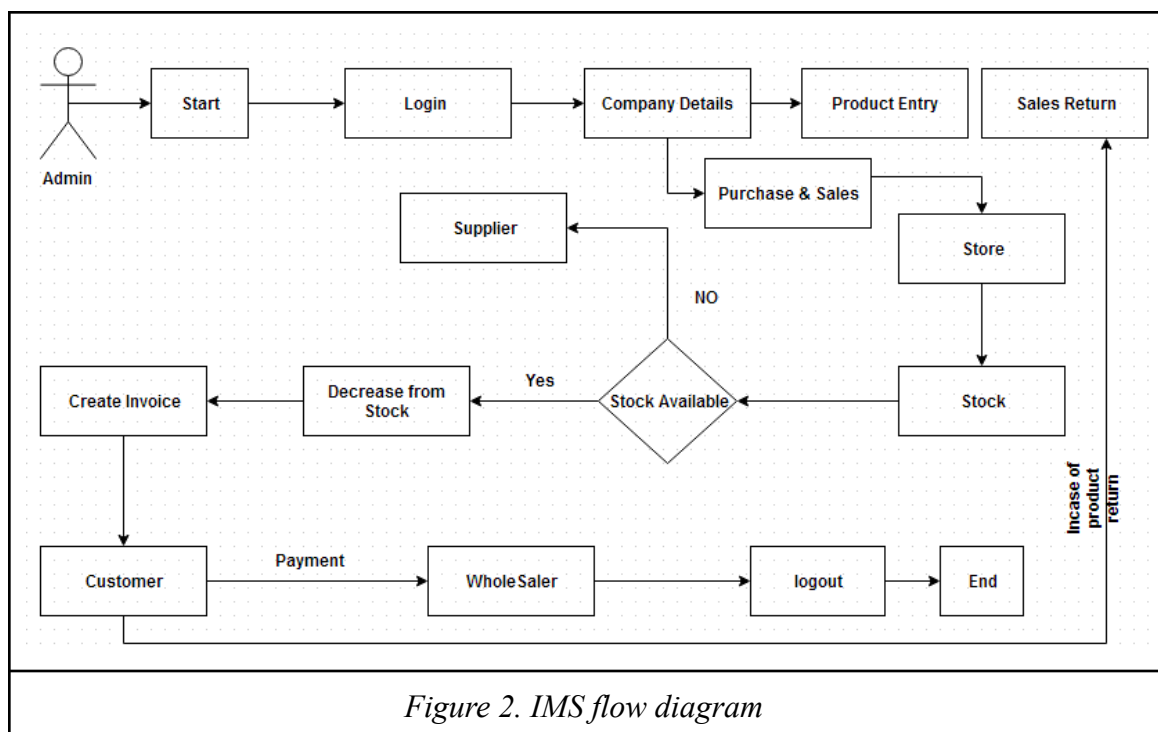 Start
Login
Company Details
Product Entry
Sales Return
Admin
Purchase & Sales
Supplier
Store
NO
Create Invoice
Decrease from
Stock
Yes
Stock Available
Stock
Incase of
product
return
Customer
Payment
WholeSaler
logout
End
Figure 2. IMS flow diagram